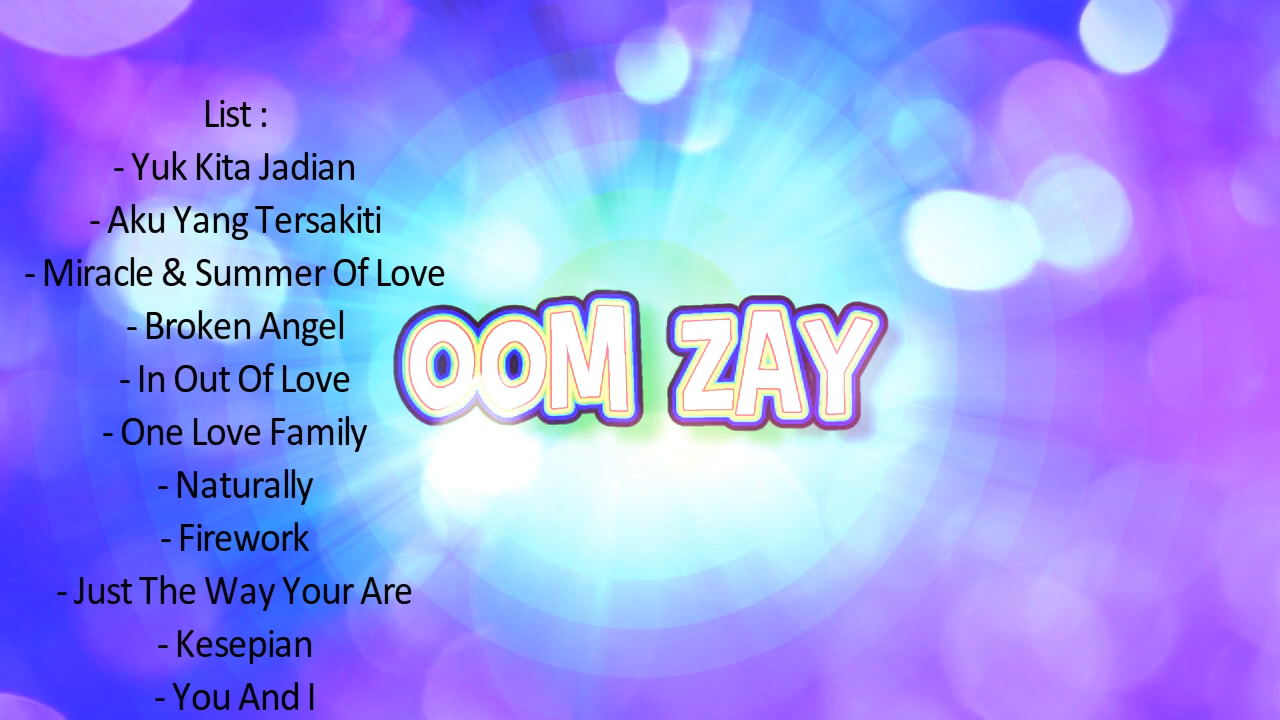 List :
- Yuk Kita Jadian
- Aku Yang Tersakiti
- Miracle & Summer Of Love
- Broken Angel
- In Out Of Love
- One Love Family
- Naturally
- Firework
- Just The Way Your Are
- Kesepian
- You And I
OOM ZAY